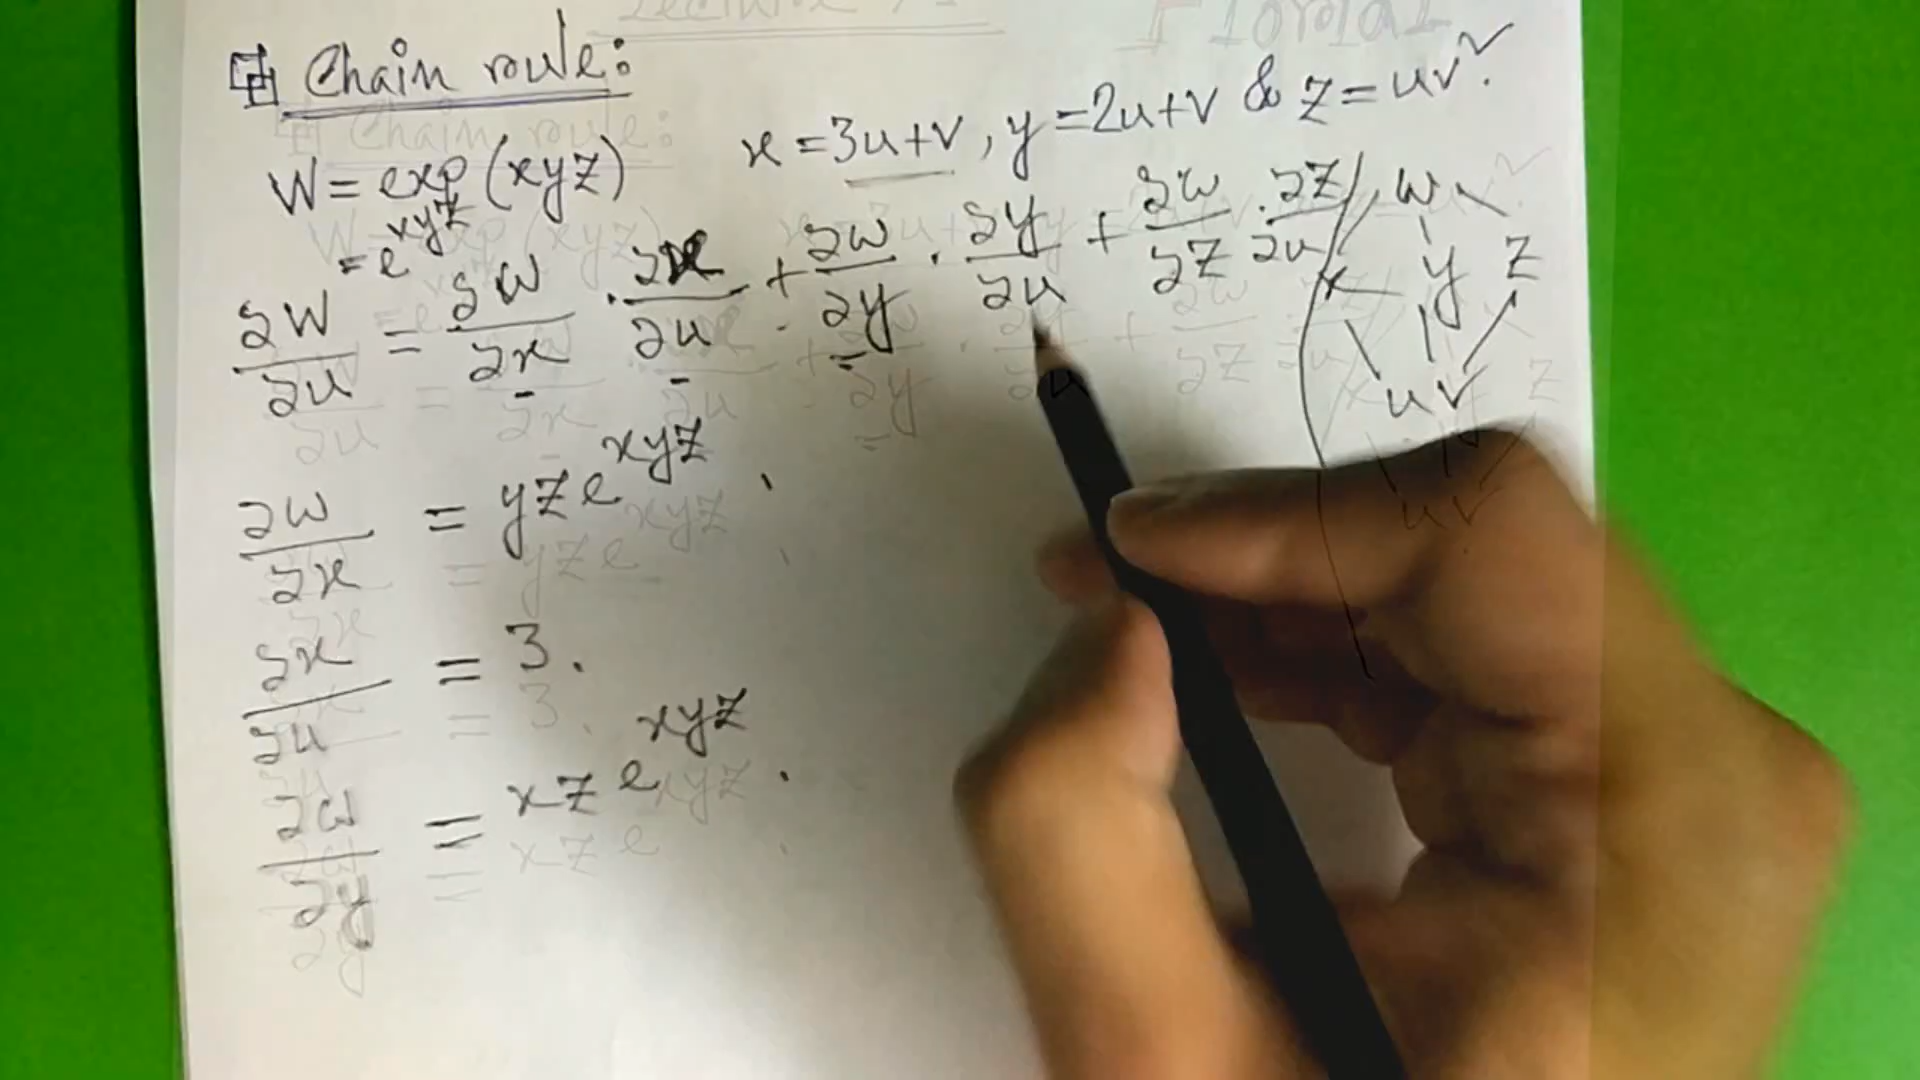 Chain rule:
W = exp (xyz)
x = 3u+v, y = 2u+v & z = uv².
= e^xyz
∂W/∂u = ∂W/∂x · ∂x/∂u + ∂w/∂y · ∂y/∂u + ∂w/∂z · ∂z/∂u
w
x y z
u v
∂w/∂x = yz e^xyz.
∂x/∂u = 3.
∂w/∂y = xz e^xyz.